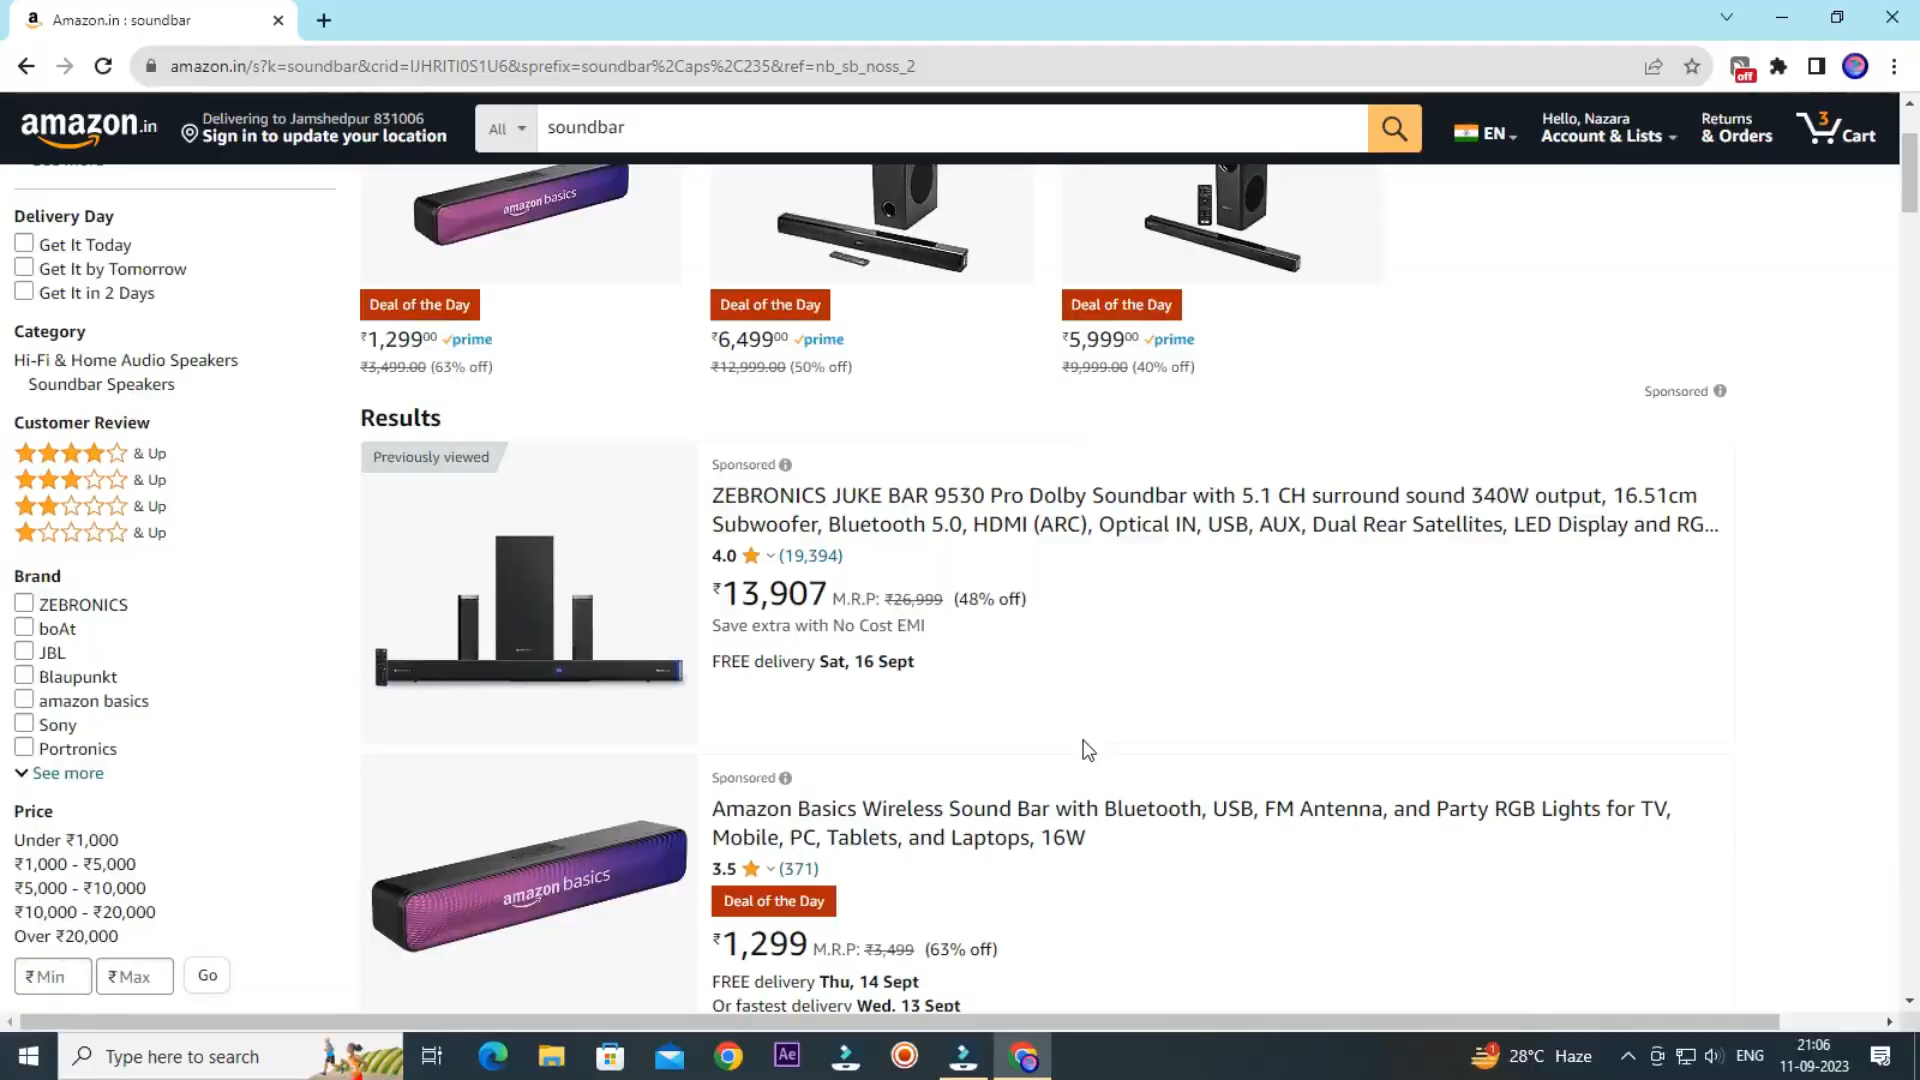 Amazon.in : soundbar
amazon.in/s?k=soundbar&crid=IJHRITI0S1U6&sprefix=soundbar%2Caps%2C235&ref=nb_sb_noss_2
off
amazon.in
Delivering to Jamshedpur 831006
Sign in to update your location
All
soundbar
EN
Hello, Nazara
Account & Lists
Returns
& Orders
3
Cart
Delivery Day
Get It Today
Get It by Tomorrow
Get It in 2 Days
Category
Hi-Fi & Home Audio Speakers
Soundbar Speakers
Customer Review
& Up
& Up
& Up
& Up
Brand
ZEBRONICS
boAt
JBL
Blaupunkt
amazon basics
Sony
Portronics
See more
Price
Under ₹1,000
₹1,000 - ₹5,000
₹5,000 - ₹10,000
₹10,000 - ₹20,000
Over ₹20,000
₹ Min
₹ Max
Go
amazon basics
Deal of the Day
₹1,29900 prime
₹3,499.00 (63% off)
Deal of the Day
₹6,49900 prime
₹12,999.00 (50% off)
Deal of the Day
₹5,99900 prime
₹9,999.00 (40% off)
Sponsored
Results
Previously viewed
Sponsored
ZEBRONICS JUKE BAR 9530 Pro Dolby Soundbar with 5.1 CH surround sound 340W output, 16.51cm
Subwoofer, Bluetooth 5.0, HDMI (ARC), Optical IN, USB, AUX, Dual Rear Satellites, LED Display and RG...
4.0 (19,394)
₹13,907 M.R.P: ₹26,999 (48% off)
Save extra with No Cost EMI
FREE delivery Sat, 16 Sept
amazon basics
Sponsored
Amazon Basics Wireless Sound Bar with Bluetooth, USB, FM Antenna, and Party RGB Lights for TV,
Mobile, PC, Tablets, and Laptops, 16W
3.5 (371)
Deal of the Day
₹1,299 M.R.P: ₹3,499 (63% off)
FREE delivery Thu, 14 Sept
Or fastest delivery Wed, 13 Sept
Type here to search
Ae
1
28°C Haze
ENG
21:06
11-09-2023